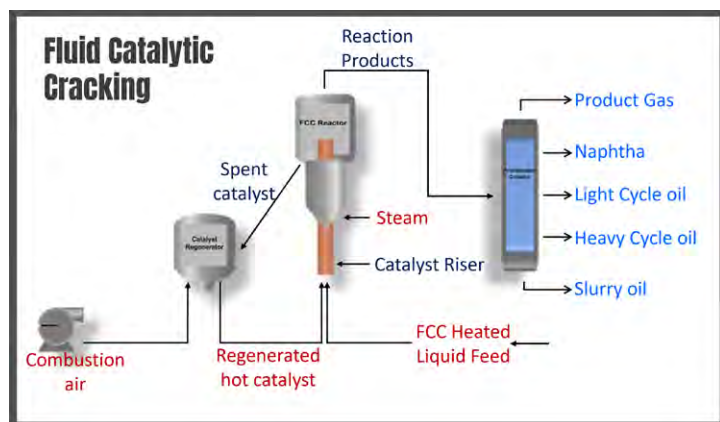 Fluid Catalytic
Cracking
Reaction
Products
FCC Reactor
Product Gas
Naphtha
Light Cycle oil
Heavy Cycle oil
Slurry oil
Spent
catalyst
Steam
Catalyst
Regenerator
Catalyst Riser
Combustion
air
Regenerated
hot catalyst
FCC Heated
Liquid Feed